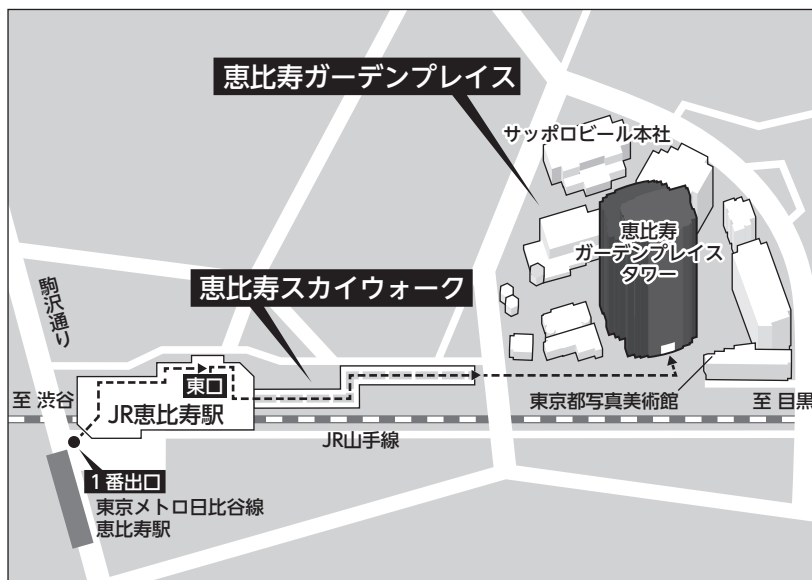 恵比寿ガーデンプレイス
サッポロビール本社
恵比寿
ガーデンプレイス
タワー
恵比寿スカイウォーク
駒沢通り
東口
至 渋谷
JR恵比寿駅
東京都写真美術館
至 目黒
JR山手線
1番出口
東京メトロ日比谷線
恵比寿駅